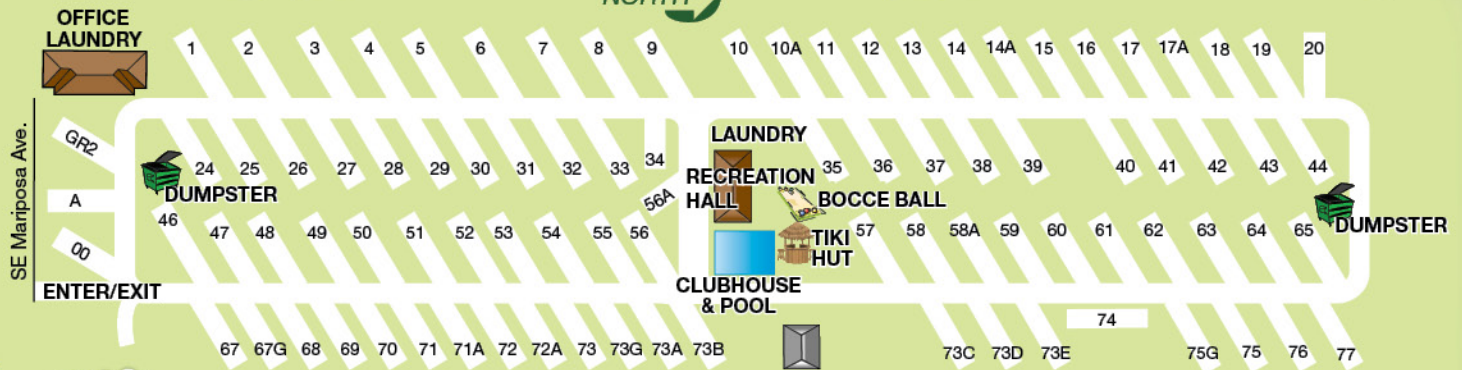 NORTH
OFFICE
LAUNDRY
1 2 3 4 5 6 7 8 9 10 10A 11 12 13 14 14A 15 16 17 17A 18 19 20
SE Mariposa Ave.
GR2
A
00
ENTER/EXIT
DUMPSTER
24 25 26 27 28 29 30 31 32 33 34
LAUNDRY
RECREATION
HALL
35 36 37 38 39 40 41 42 43 44
BOCCE BALL
DUMPSTER
46 47 48 49 50 51 52 53 54 55 56 56A
TIKI
HUT
57 58 58A 59 60 61 62 63 64 65
CLUBHOUSE
& POOL
74
67 67G 68 69 70 71 71A 72 72A 73 73G 73A 73B 73C 73D 73E 75G 75 76 77